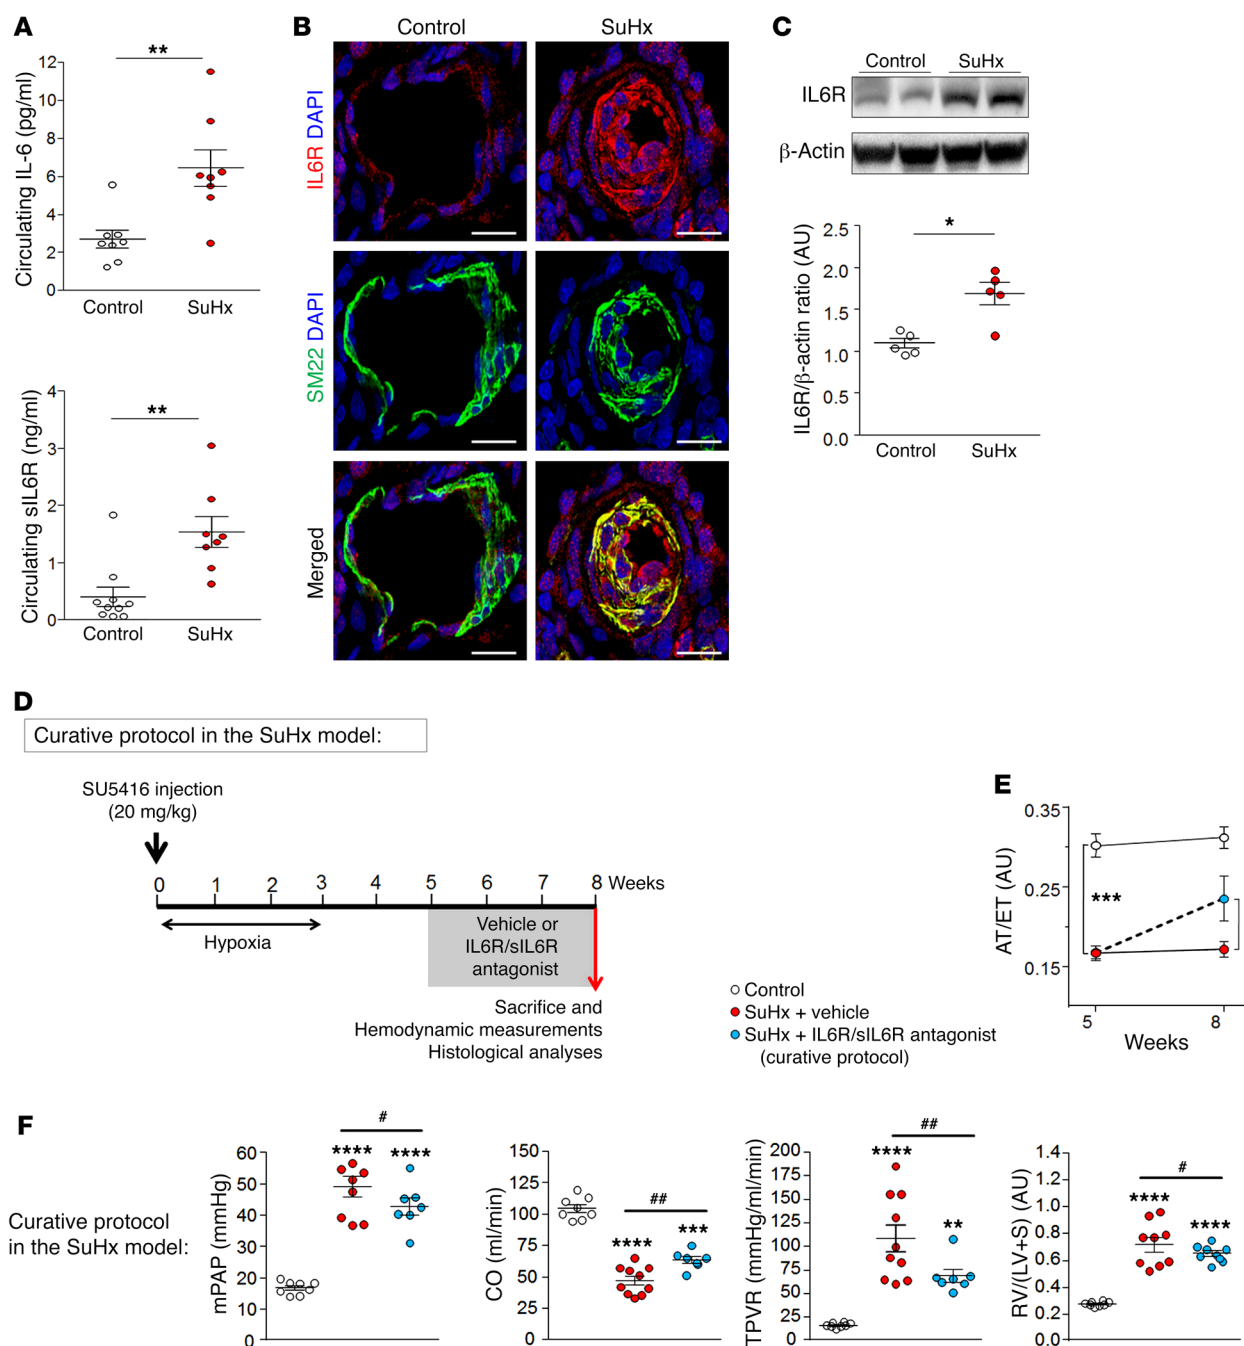 A
Circulating IL-6 (pg/ml)
12
10
8
6
4
2
0
**
Control
SuHx
Circulating sIL6R (ng/ml)
4
3
2
1
0
**
Control
SuHx
B
Control
SuHx
IL6R DAPI
SM22 DAPI
Merged
C
Control
SuHx
IL6R
β-Actin
IL6R/β-actin ratio (AU)
2.5
2.0
1.5
1.0
0.5
0.0
*
Control
SuHx
D
Curative protocol in the SuHx model:
SU5416 injection
(20 mg/kg)
0 1 2 3 4 5 6 7 8 Weeks
Hypoxia
Vehicle or
IL6R/sIL6R
antagonist
Sacrifice and
Hemodynamic measurements
Histological analyses
E
AT/ET (AU)
0.35
0.25
0.15
***
5
8
Weeks
Control
SuHx + vehicle
SuHx + IL6R/sIL6R antagonist
(curative protocol)
F
Curative protocol
in the SuHx model:
mPAP (mmHg)
60
50
40
30
20
10
0
#
****
****
CO (ml/min)
150
125
100
75
50
25
0
##
****
***
TPVR (mmHg/ml/min)
200
175
150
125
100
75
50
25
0
##
****
**
RV/(LV+S) (AU)
1.4
1.2
1.0
0.8
0.6
0.4
0.2
0.0
#
****
****